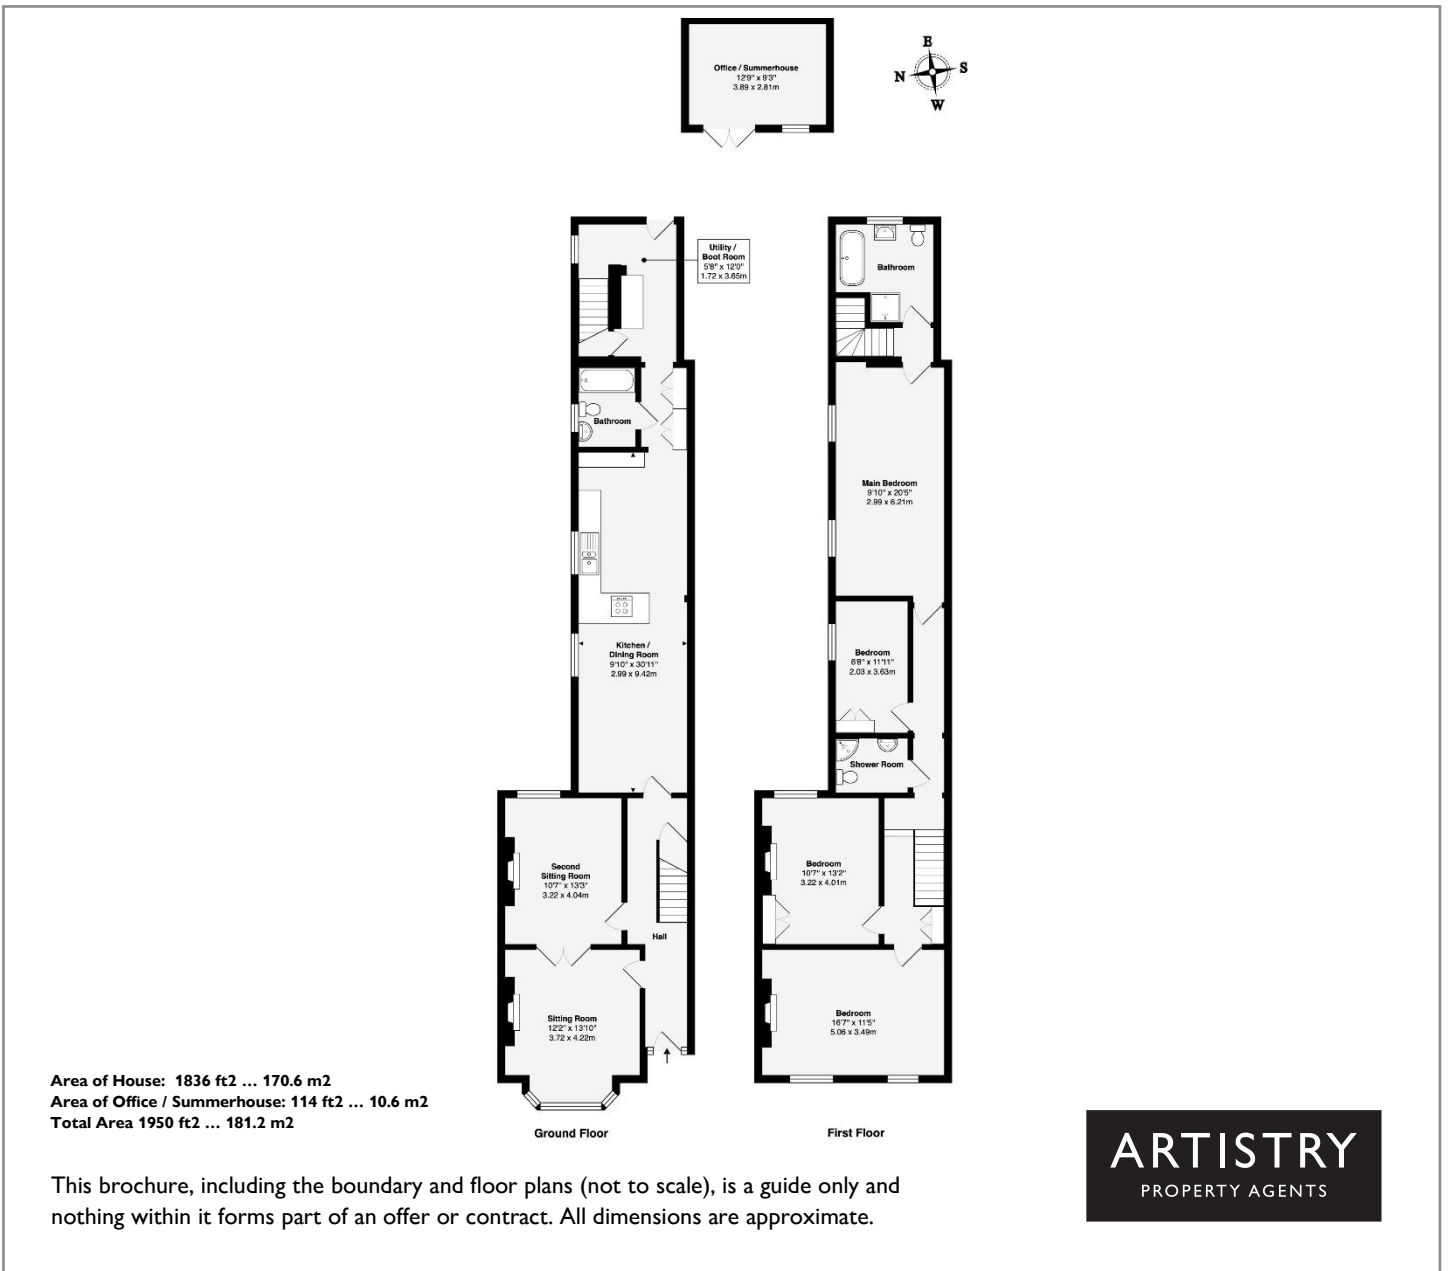 Office / Summerhouse
12'9" x 9'3"
3.89 x 2.81m
E
N
S
W
Utility /
Boot Room
5'8" x 12'0"
1.72 x 3.65m
Bathroom
Kitchen /
Dining Room
9'10" x 30'11"
2.99 x 9.42m
Second
Sitting Room
10'7" x 13'3"
3.22 x 4.04m
Hall
Sitting Room
12'2" x 13'10"
3.72 x 4.22m
Ground Floor
Bathroom
Main Bedroom
9'10" x 20'5"
2.99 x 6.21m
Bedroom
6'8" x 11'11"
2.03 x 3.63m
Shower Room
Bedroom
10'7" x 13'2"
3.22 x 4.01m
Bedroom
16'7" x 11'5"
5.06 x 3.49m
First Floor
Area of House: 1836 ft2 ... 170.6 m2
Area of Office / Summerhouse: 114 ft2 ... 10.6 m2
Total Area 1950 ft2 ... 181.2 m2
This brochure, including the boundary and floor plans (not to scale), is a guide only and
nothing within it forms part of an offer or contract. All dimensions are approximate.
ARTISTRY
PROPERTY AGENTS